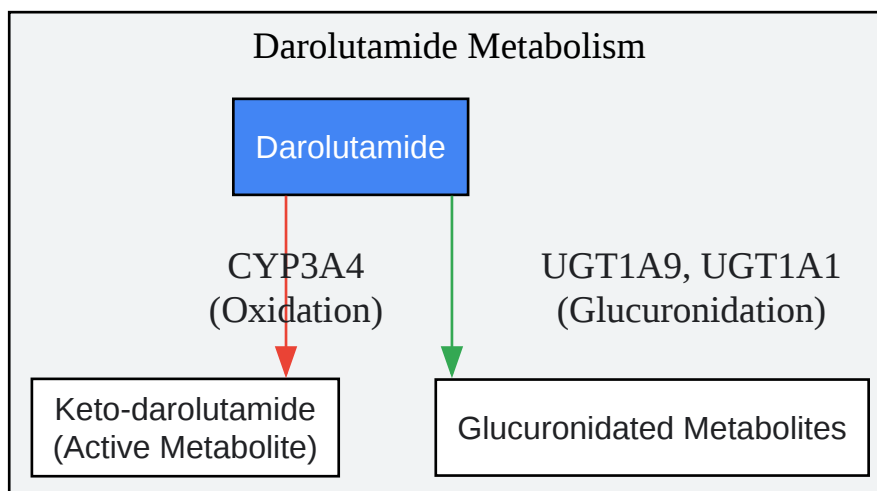 Darolutamide Metabolism
Darolutamide
CYP3A4
(Oxidation)
UGT1A9, UGT1A1
(Glucuronidation)
Keto-darolutamide
(Active Metabolite)
Glucuronidated Metabolites